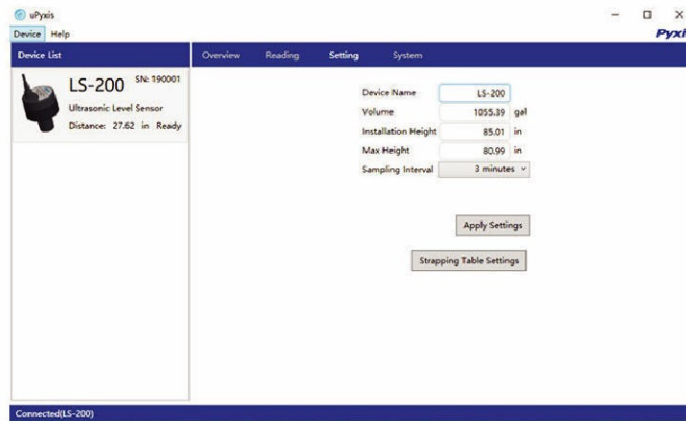 uPyxis
Device Help
Device List
Overview Reading Setting System
LS-200 SN: 190001
Ultrasonic Level Sensor
Distance: 27.62 in Ready
Device Name LS-200
Volume 1055.39 gal
Installation Height 85.01 in
Max Height 80.99 in
Sampling Interval 3 minutes
Apply Settings
Strapping Table Settings
Connected(LS-200)